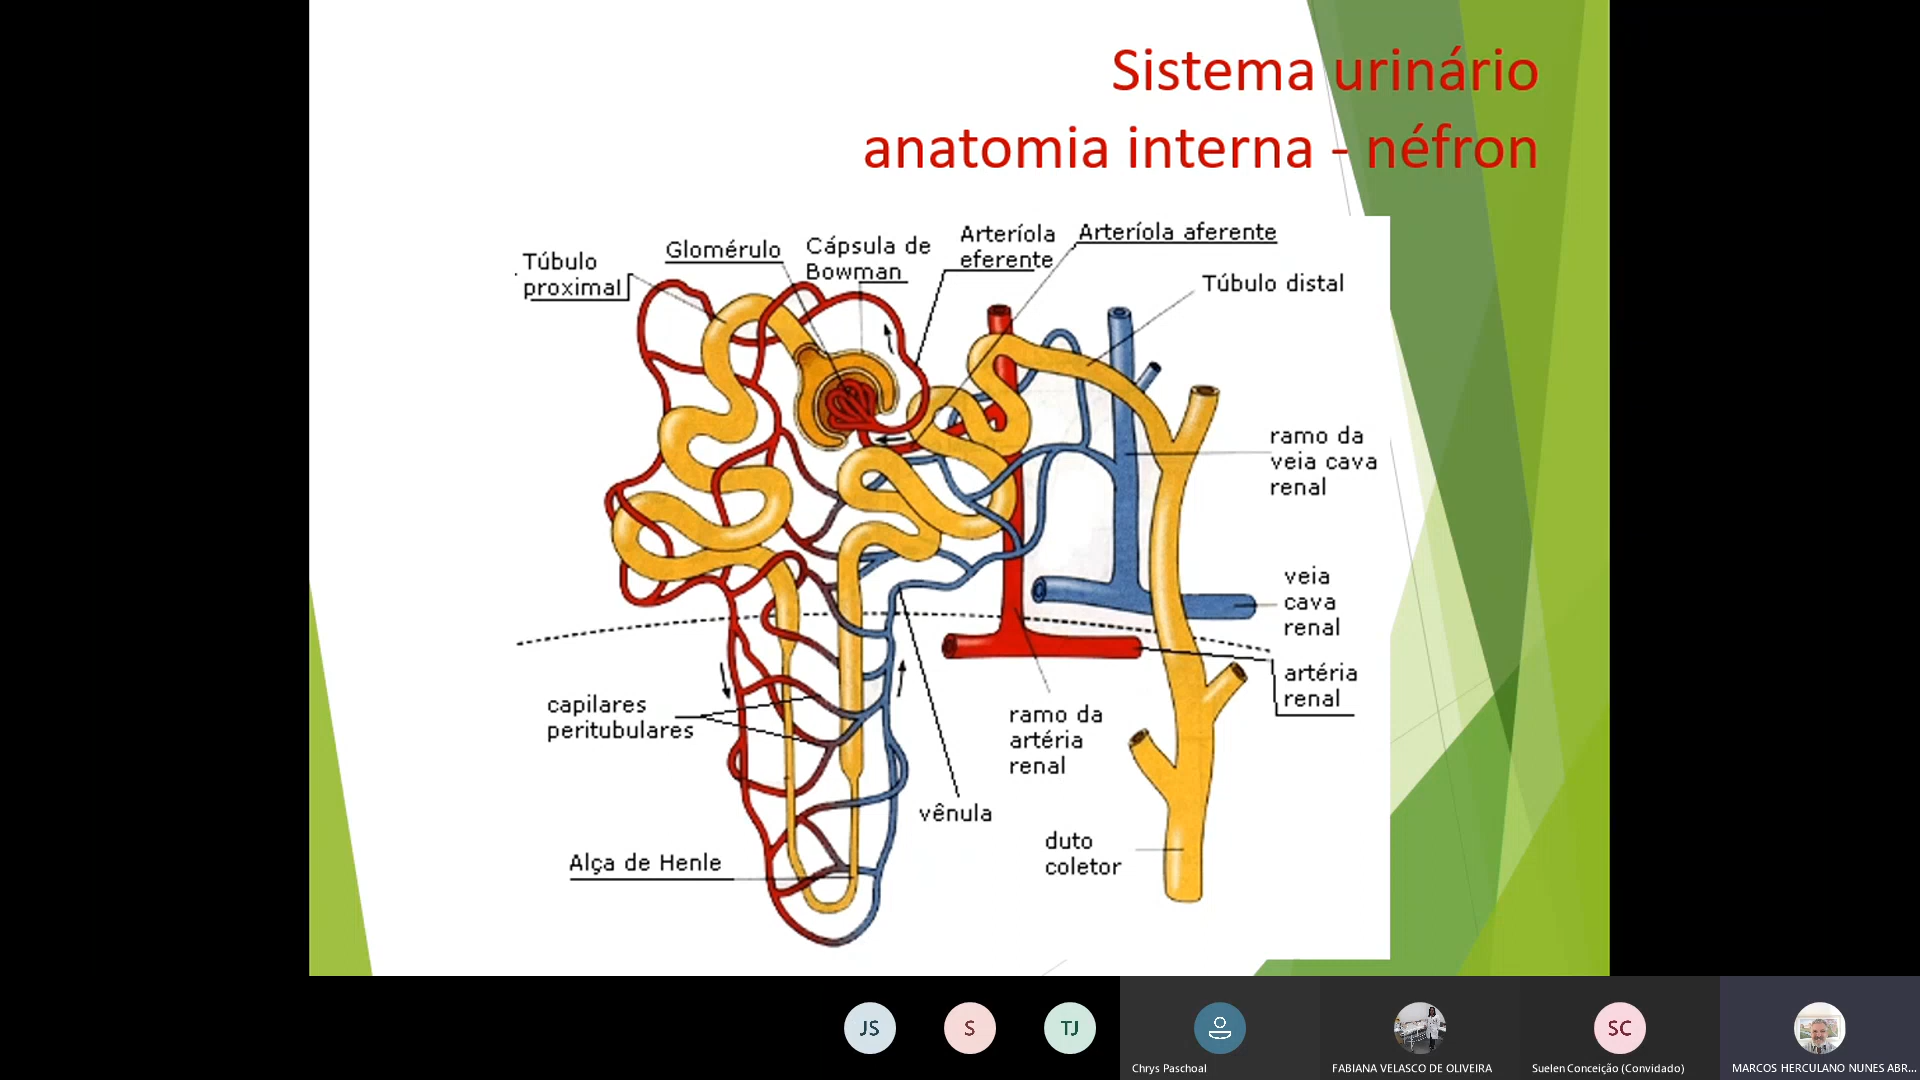 Sistema urinário
anatomia interna - néfron
Túbulo
proximal
Glomérulo
Cápsula de
Bowman
Arteríola
eferente
Arteríola aferente
Túbulo distal
ramo da
veia cava
renal
veia
cava
renal
artéria
renal
capilares
peritubulares
ramo da
artéria
renal
vênula
duto
coletor
Alça de Henle
JS
S
TJ
SC
Chrys Paschoal
FABIANA VELASCO DE OLIVEIRA
Suelen Conceição (Convidado)
MARCOS HERCULANO NUNES ABR...